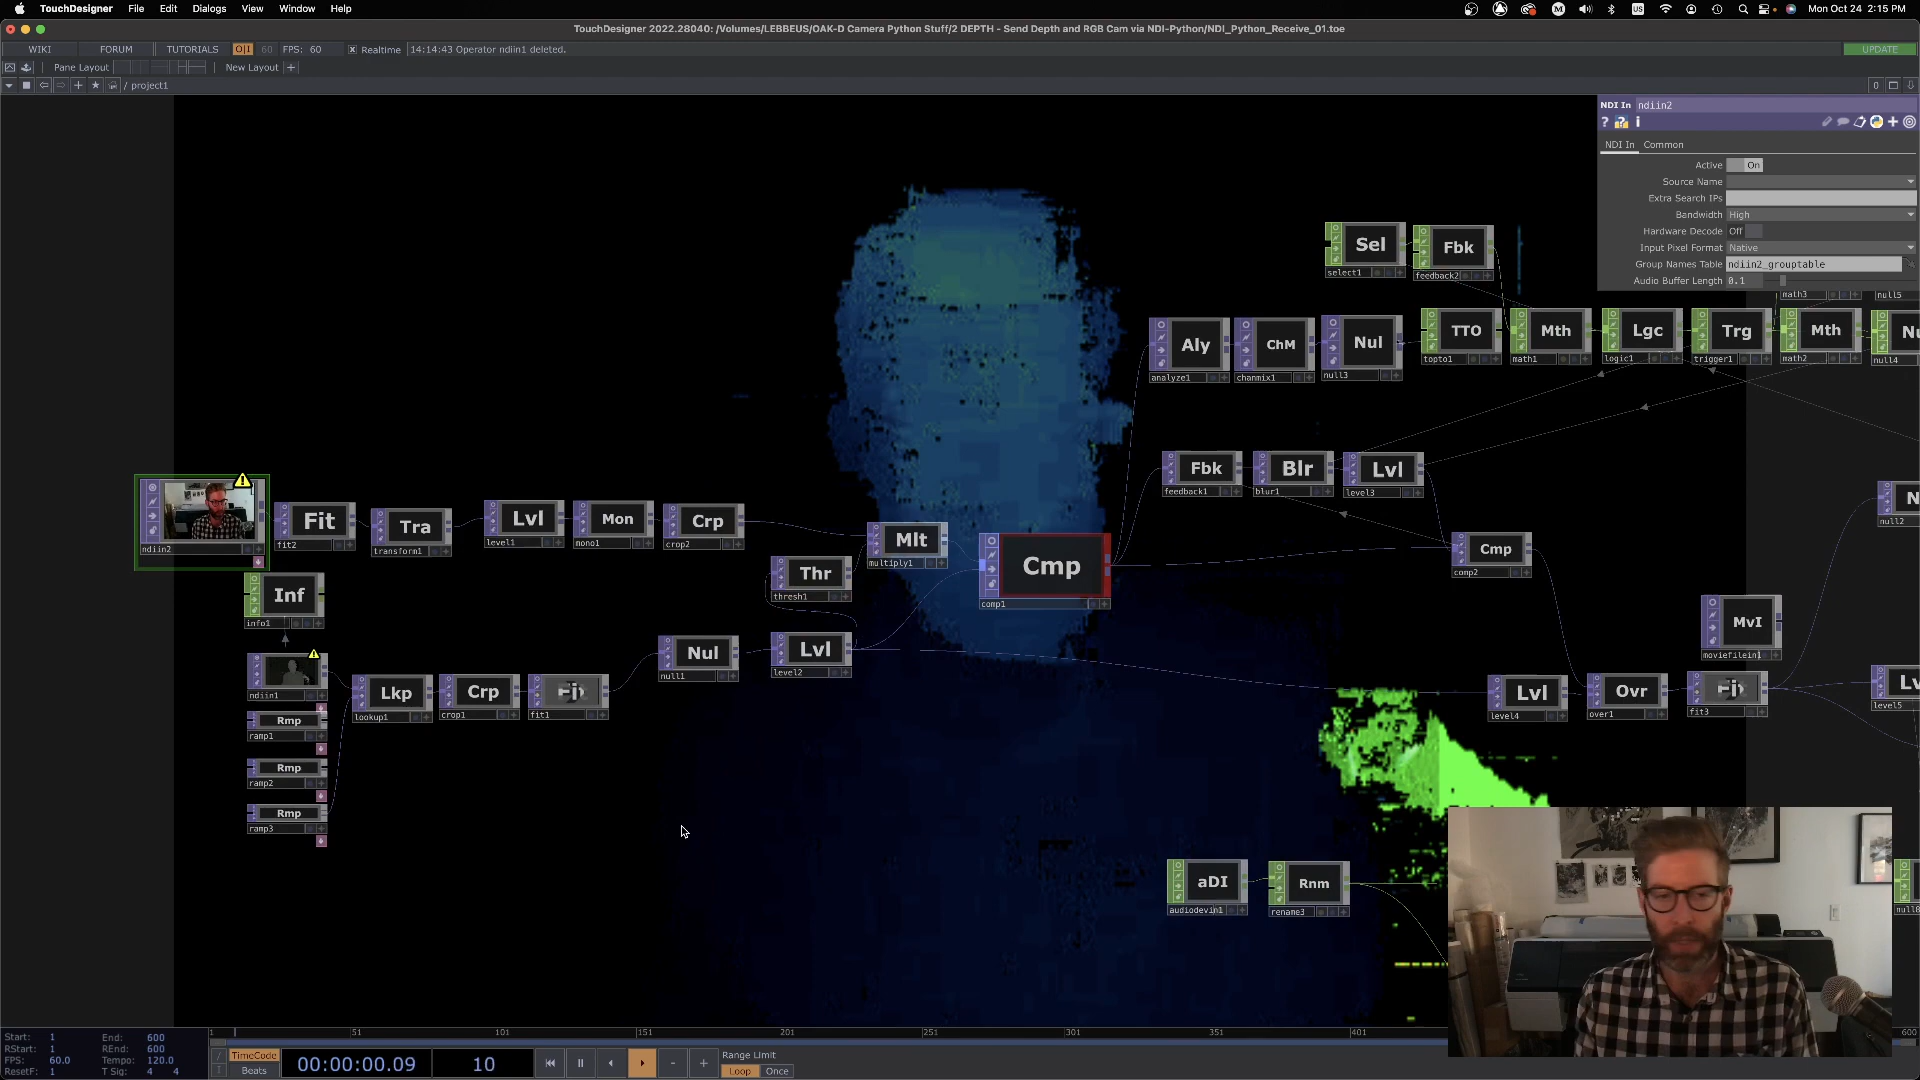 TouchDesigner File Edit Dialogs View Window Help
Mon Oct 24 2:15 PM
TouchDesigner 2022.28040: /Volumes/LEBBEUS/OAK-D Camera Python Stuff/2 DEPTH - Send Depth and RGB Cam via NDI-Python/NDI_Python_Receive_01.toe
WIKI FORUM TUTORIALS O|I 60 FPS: 60 Realtime 14:14:43 Operator ndiin1 deleted. UPDATE
Pane Layout New Layout +
/ project1
NDI In ndiin2
NDI In Common
Active On
Source Name
Extra Search IPs
Bandwidth High
Hardware Decode Off
Input Pixel Format Native
Group Names Table ndiin2_grouptable
Audio Buffer Length 0.1
Sel Fbk
select1 feedback2
math3 null5
Aly ChM Nul TTO Mth Lgc Trg Mth
analyze1 chanmix1 null3 topto1 math1 logic1 trigger1 math2 null4
Fbk Blr Lvl
feedback1 blur1 level3
null2
Fit Tra Lvl Mon Crp Mlt Cmp Cmp
ndiin2 fit2 transform1 level1 mono1 crop2 multiply1 comp1 comp2
Thr
thresh1
Inf
info1
MvI
moviefilein1
Nul Lvl
null1 level2
ndiin1
Lkp Crp
lookup1 crop1 fit1
Lvl Ovr
level4 over1 fit3 level5
Rmp
ramp1
Rmp
ramp2
Rmp
ramp3
aDI Rnm
audiodevin1 rename3 null8
1 51 101 151 201 251 301 351 401 600
Start: 1 End: 600
RStart: 1 REnd: 600
FPS: 60.0 Tempo: 120.0
ResetF: 1 T Sig: 4 4
TimeCode
Beats
00:00:00.09 10
Range Limit
Loop Once